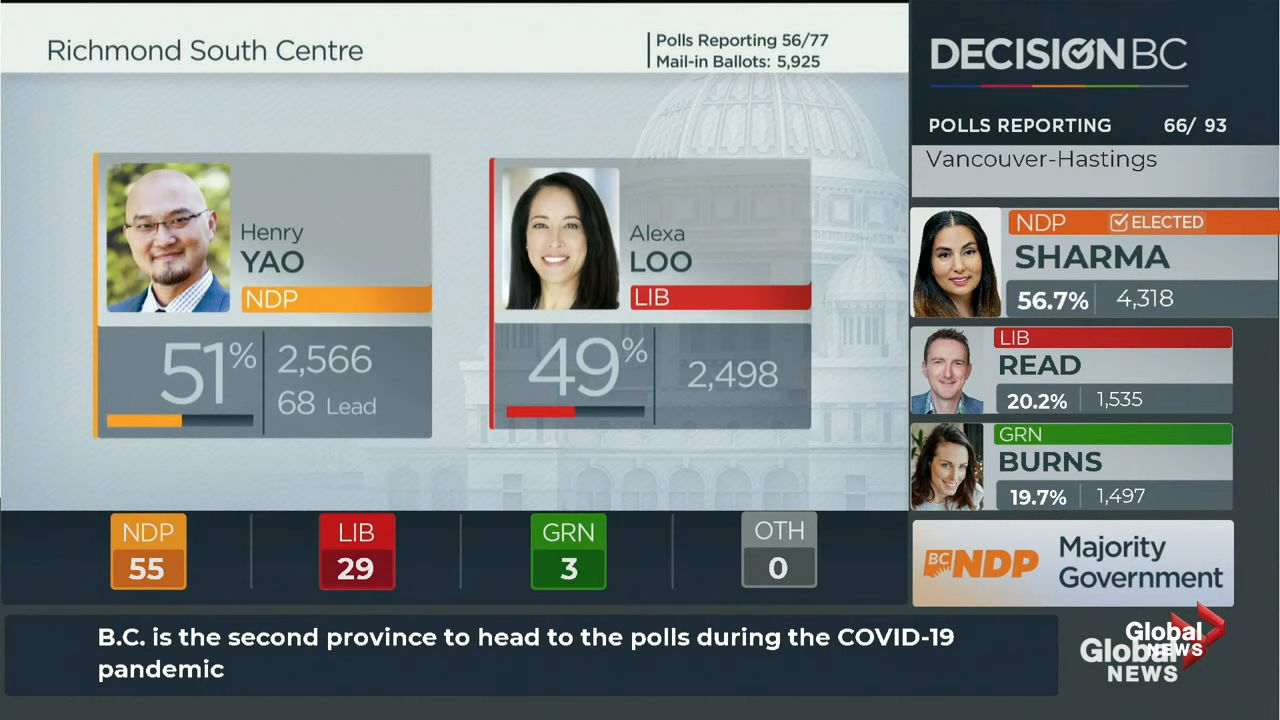 Richmond South Centre
Polls Reporting 56/77
Mail-in Ballots: 5,925
Henry
YAO
NDP
51%
2,566
68 Lead
Alexa
LOO
LIB
49%
2,498
NDP
55
LIB
29
GRN
3
OTH
0
DECISION BC
POLLS REPORTING 66/ 93
Vancouver-Hastings
NDP ELECTED
SHARMA
56.7% 4,318
LIB
READ
20.2% 1,535
GRN
BURNS
19.7% 1,497
BC NDP
Majority
Government
B.C. is the second province to head to the polls during the COVID-19
pandemic
Global
NEWS
Global
NEWS